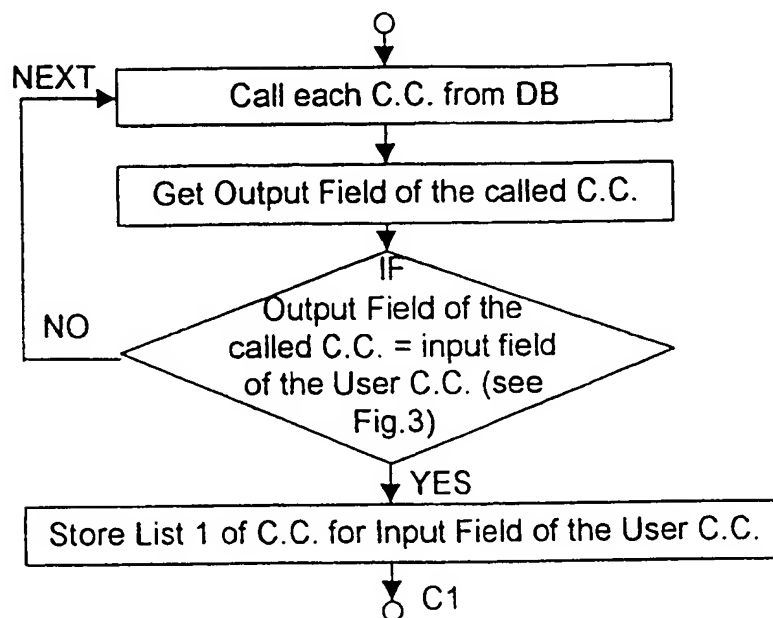 NEXT
Call each C.C. from DB
Get Output Field of the called C.C.
IF
Output Field of the
called C.C. = input field
of the User C.C. (see
Fig.3)
NO
YES
Store List 1 of C.C. for Input Field of the User C.C.
C1